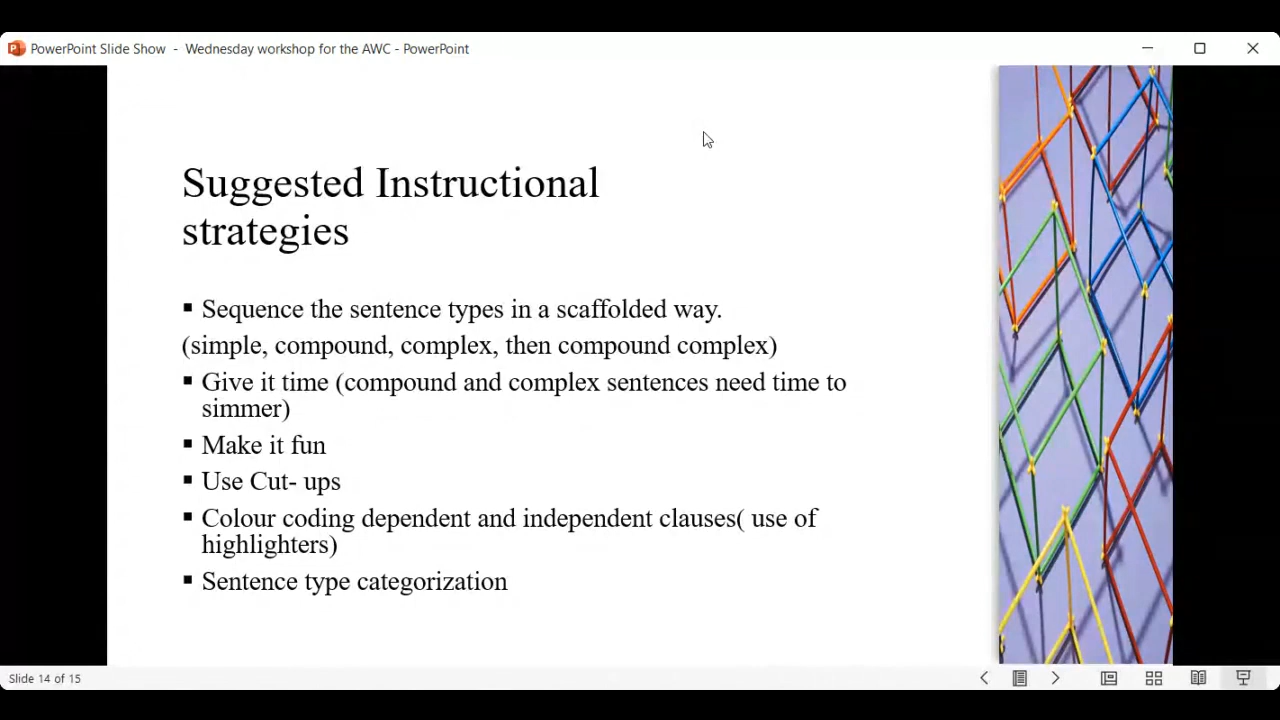 PowerPoint Slide Show - Wednesday workshop for the AWC - PowerPoint
Suggested Instructional
strategies
▪ Sequence the sentence types in a scaffolded way.
(simple, compound, complex, then compound complex)
▪ Give it time (compound and complex sentences need time to
simmer)
▪ Make it fun
▪ Use Cut- ups
▪ Colour coding dependent and independent clauses( use of
highlighters)
▪ Sentence type categorization
Slide 14 of 15